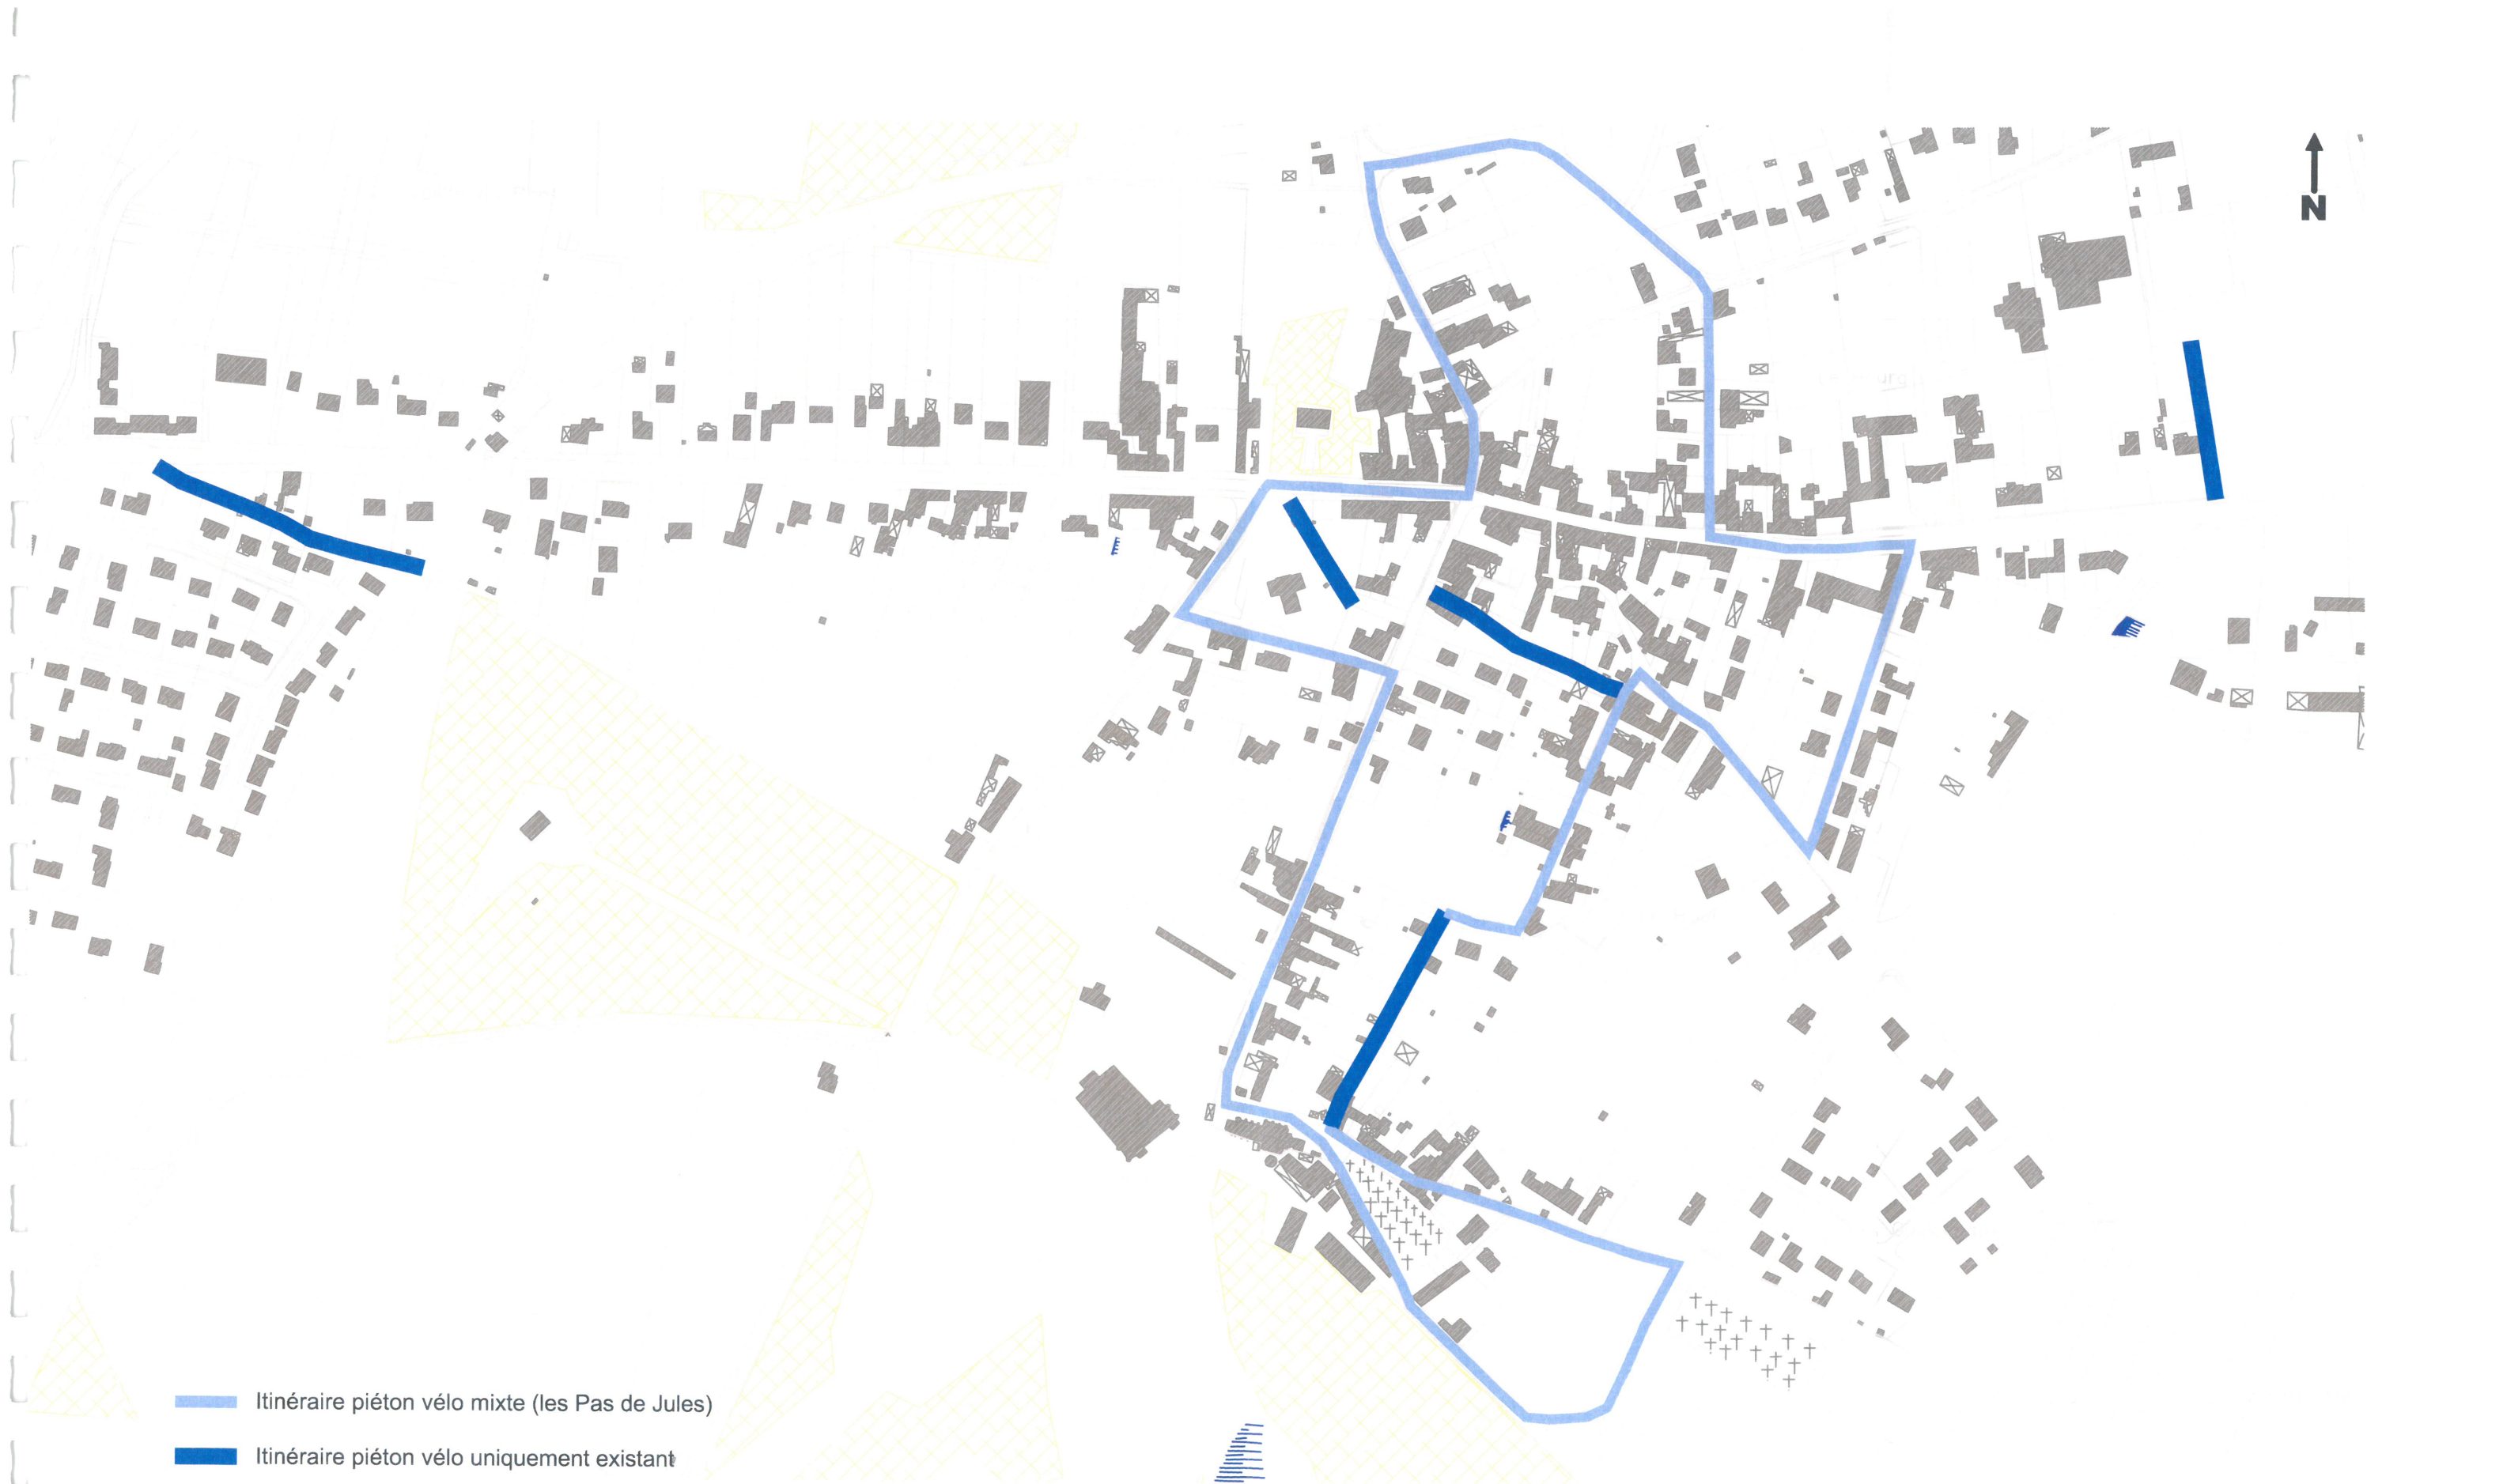 N
Itinéraire piéton vélo mixte (les Pas de Jules)
Itinéraire piéton vélo uniquement existant